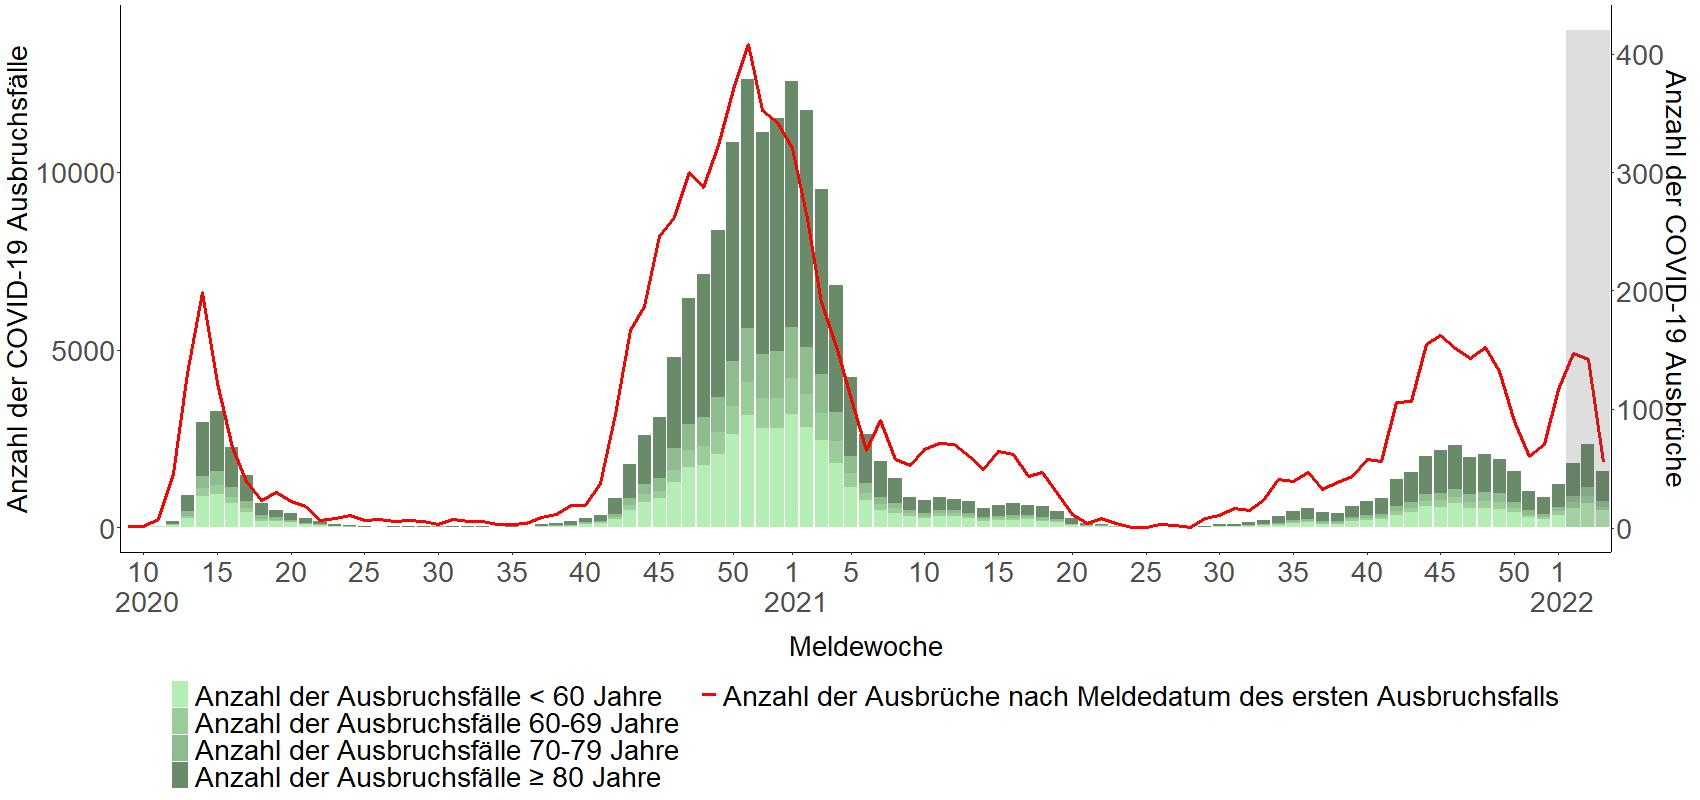 Anzahl der COVID-19 Ausbruchsfälle
10000
5000
0
400
300
200
100
0
Anzahl der COVID-19 Ausbrüche
10 15 20 25 30 35 40 45 50 1 5 10 15 20 25 30 35 40 45 50 1
2020 2021 2022
Meldewoche
Anzahl der Ausbruchsfälle < 60 Jahre
Anzahl der Ausbruchsfälle 60-69 Jahre
Anzahl der Ausbruchsfälle 70-79 Jahre
Anzahl der Ausbruchsfälle ≥ 80 Jahre
Anzahl der Ausbrüche nach Meldedatum des ersten Ausbruchsfalls